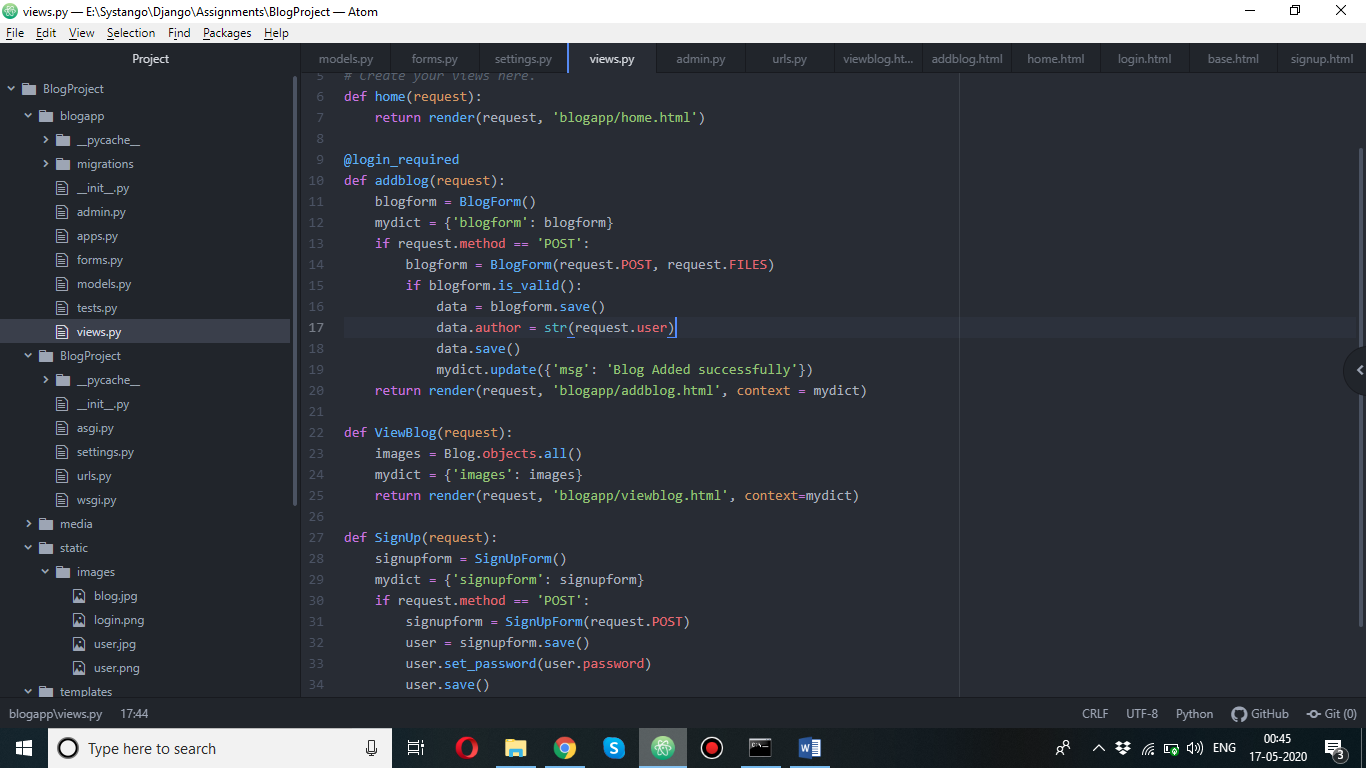 views.py — E:\Systango\Django\Assignments\BlogProject — Atom
File Edit View Selection Find Packages Help
Project
models.py forms.py settings.py views.py admin.py urls.py viewblog.ht... addblog.html home.html login.html base.html signup.html
BlogProject
blogapp
__pycache__
migrations
__init__.py
admin.py
apps.py
forms.py
models.py
tests.py
views.py
BlogProject
__pycache__
__init__.py
asgi.py
settings.py
urls.py
wsgi.py
media
static
images
blog.jpg
login.png
user.jpg
user.png
templates
5 # Create your views here.
6 def home(request):
7     return render(request, 'blogapp/home.html')
8
9 @login_required
10 def addblog(request):
11     blogform = BlogForm()
12     mydict = {'blogform': blogform}
13     if request.method == 'POST':
14         blogform = BlogForm(request.POST, request.FILES)
15         if blogform.is_valid():
16             data = blogform.save()
17             data.author = str(request.user)
18             data.save()
19             mydict.update({'msg': 'Blog Added successfully'})
20     return render(request, 'blogapp/addblog.html', context = mydict)
21
22 def ViewBlog(request):
23     images = Blog.objects.all()
24     mydict = {'images': images}
25     return render(request, 'blogapp/viewblog.html', context=mydict)
26
27 def SignUp(request):
28     signupform = SignUpForm()
29     mydict = {'signupform': signupform}
30     if request.method == 'POST':
31         signupform = SignUpForm(request.POST)
32         user = signupform.save()
33         user.set_password(user.password)
34         user.save()
blogapp\views.py 17:44 CRLF UTF-8 Python GitHub Git (0)
Type here to search
ENG
00:45
17-05-2020
3